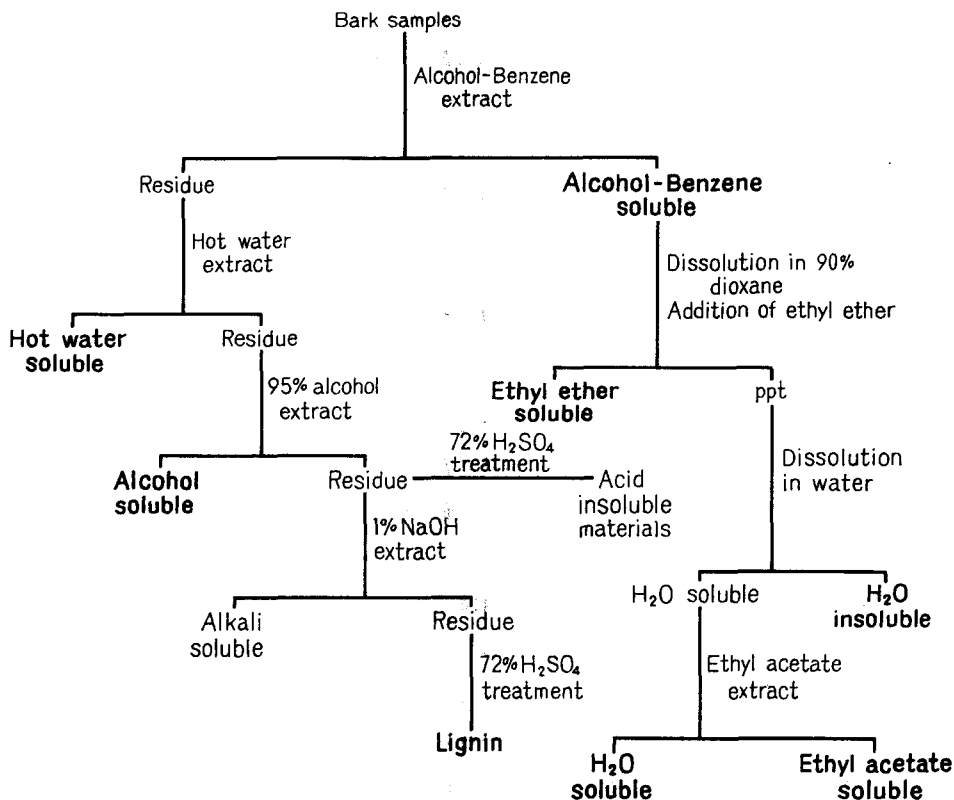 Bark samples
Alcohol-Benzene
extract
Residue
Alcohol-Benzene
soluble
Hot water
extract
Dissolution in 90%
dioxane
Addition of ethyl ether
Hot water
soluble
Residue
95% alcohol
extract
Ethyl ether
soluble
ppt
72% H₂SO₄
treatment
Dissolution
in water
Alcohol
soluble
Residue
Acid
insoluble
materials
1% NaOH
extract
H₂O soluble
H₂O
insoluble
Alkali
soluble
Residue
72% H₂SO₄
treatment
Ethyl acetate
extract
Lignin
H₂O
soluble
Ethyl acetate
soluble